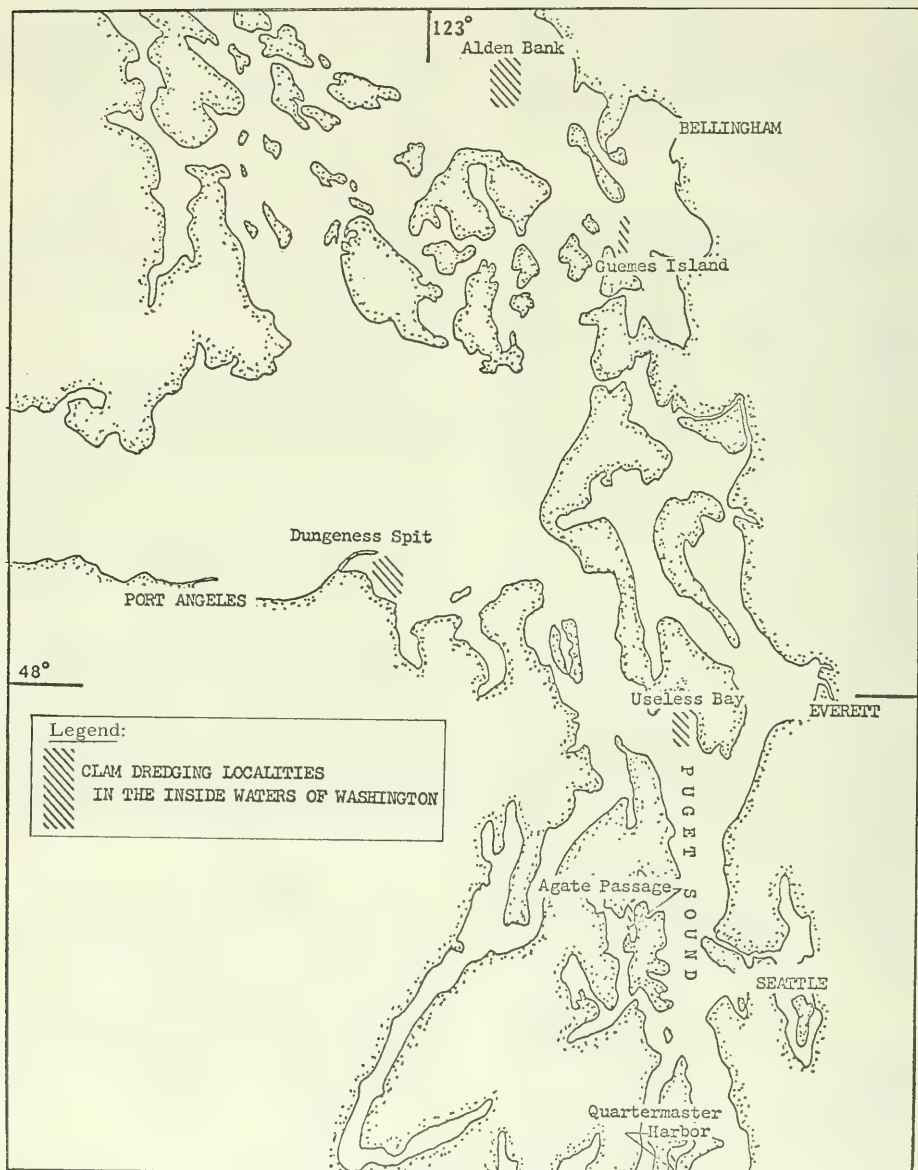 123°
Alden Bank
BELLINGHAM
Guemes Island
Dungeness Spit
PORT ANGELES
48°
Useless Bay
EVERETT
Legend:
CLAM DREDGING LOCALITIES
IN THE INSIDE WATERS OF WASHINGTON
PUGET SOUND
Agate Passage
SEATTLE
Quartermaster
Harbor